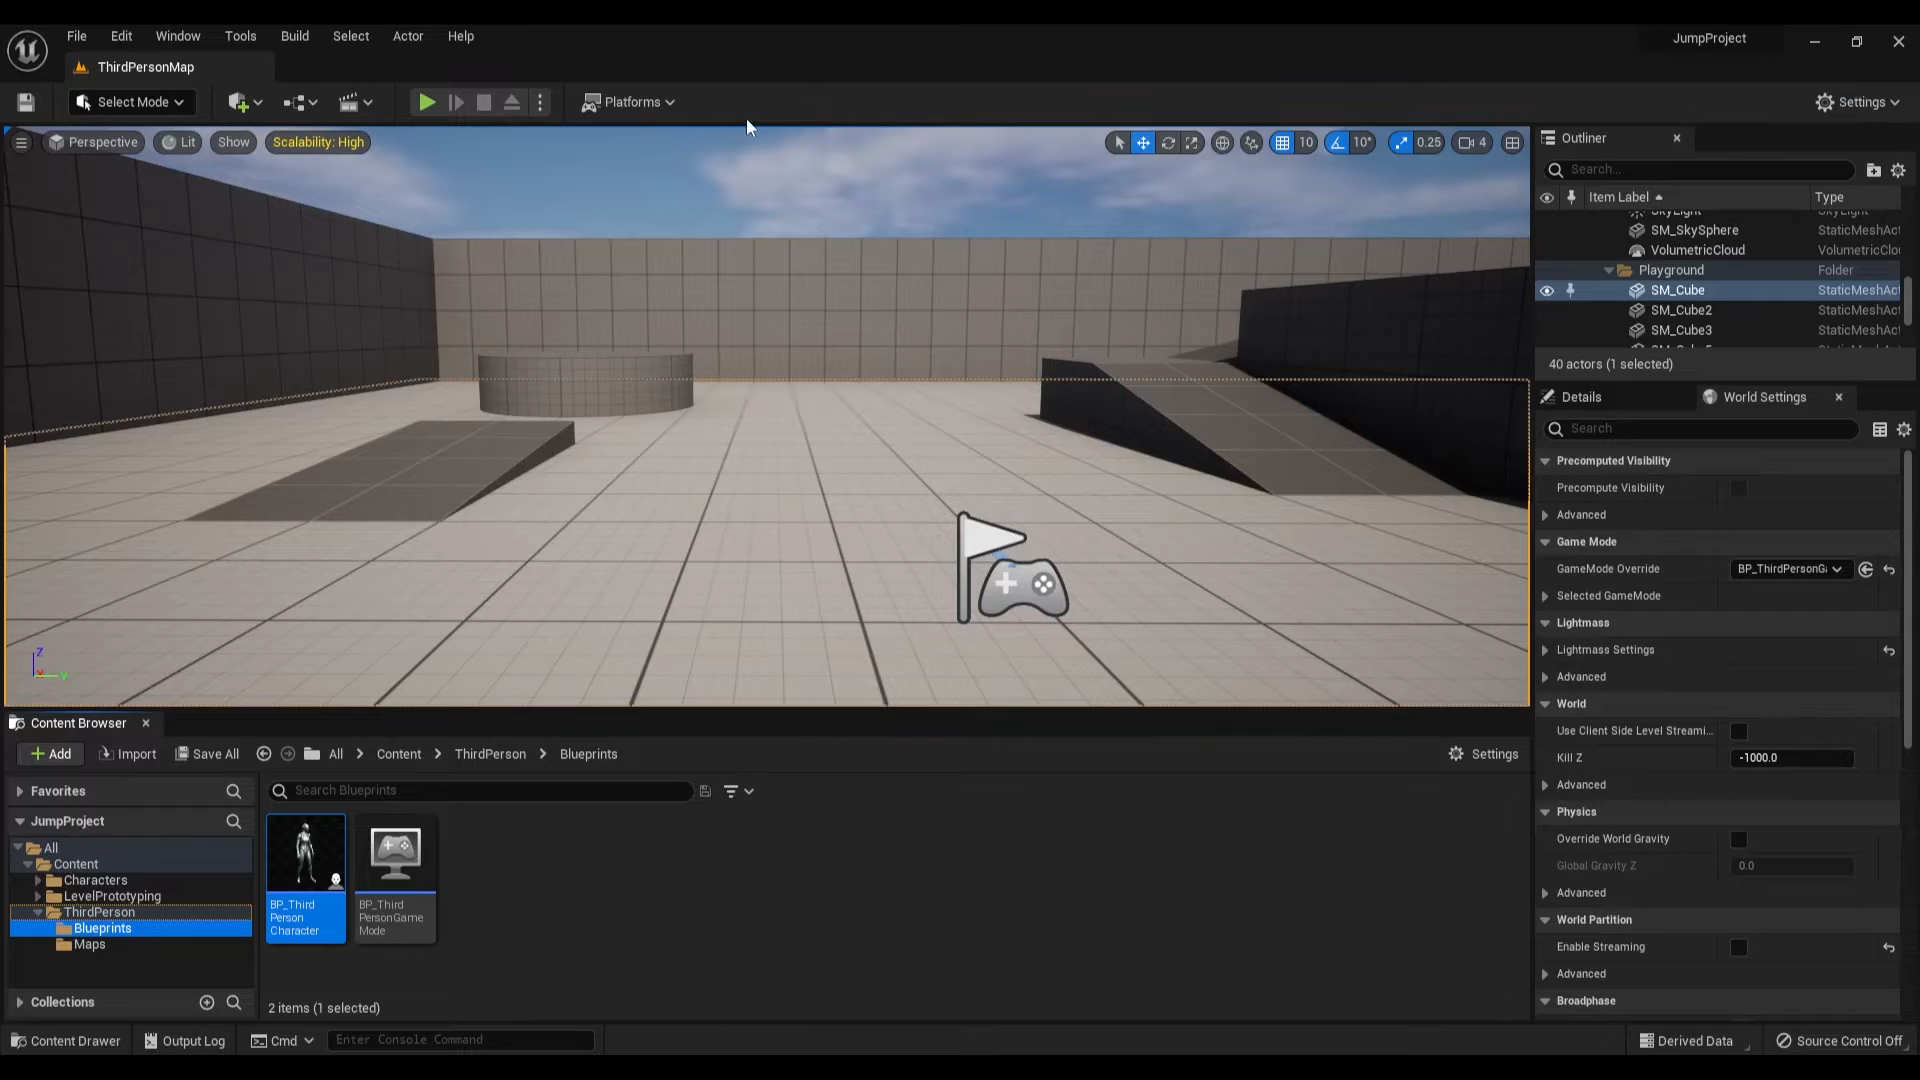 File Edit Window Tools Build Select Actor Help
JumpProject
ThirdPersonMap
Select Mode
Platforms
Settings
Perspective
Lit
Show
Scalability: High
10
10°
0.25
4
Outliner
Search...
Item Label
Type
SkyLight
SM_SkySphere StaticMeshAct
VolumetricCloud VolumetricClou
Playground Folder
SM_Cube StaticMeshAct
SM_Cube2 StaticMeshAct
SM_Cube3 StaticMeshAct
40 actors (1 selected)
Details
World Settings
Search
Precomputed Visibility
Precompute Visibility
Advanced
Game Mode
GameMode Override BP_ThirdPersonGa
Selected GameMode
Lightmass
Lightmass Settings
Advanced
World
Use Client Side Level Streami...
Kill Z -1000.0
Advanced
Physics
Override World Gravity
Global Gravity Z 0.0
Advanced
World Partition
Enable Streaming
Advanced
Broadphase
Z
X
Y
Content Browser
Add
Import
Save All
All
Content
ThirdPerson
Blueprints
Settings
Favorites
JumpProject
All
Content
Characters
LevelPrototyping
ThirdPerson
Blueprints
Maps
Collections
Search Blueprints
BP_Third
Person
Character
BP_Third
PersonGame
Mode
2 items (1 selected)
Content Drawer
Output Log
Cmd
Enter Console Command
Derived Data
Source Control Off